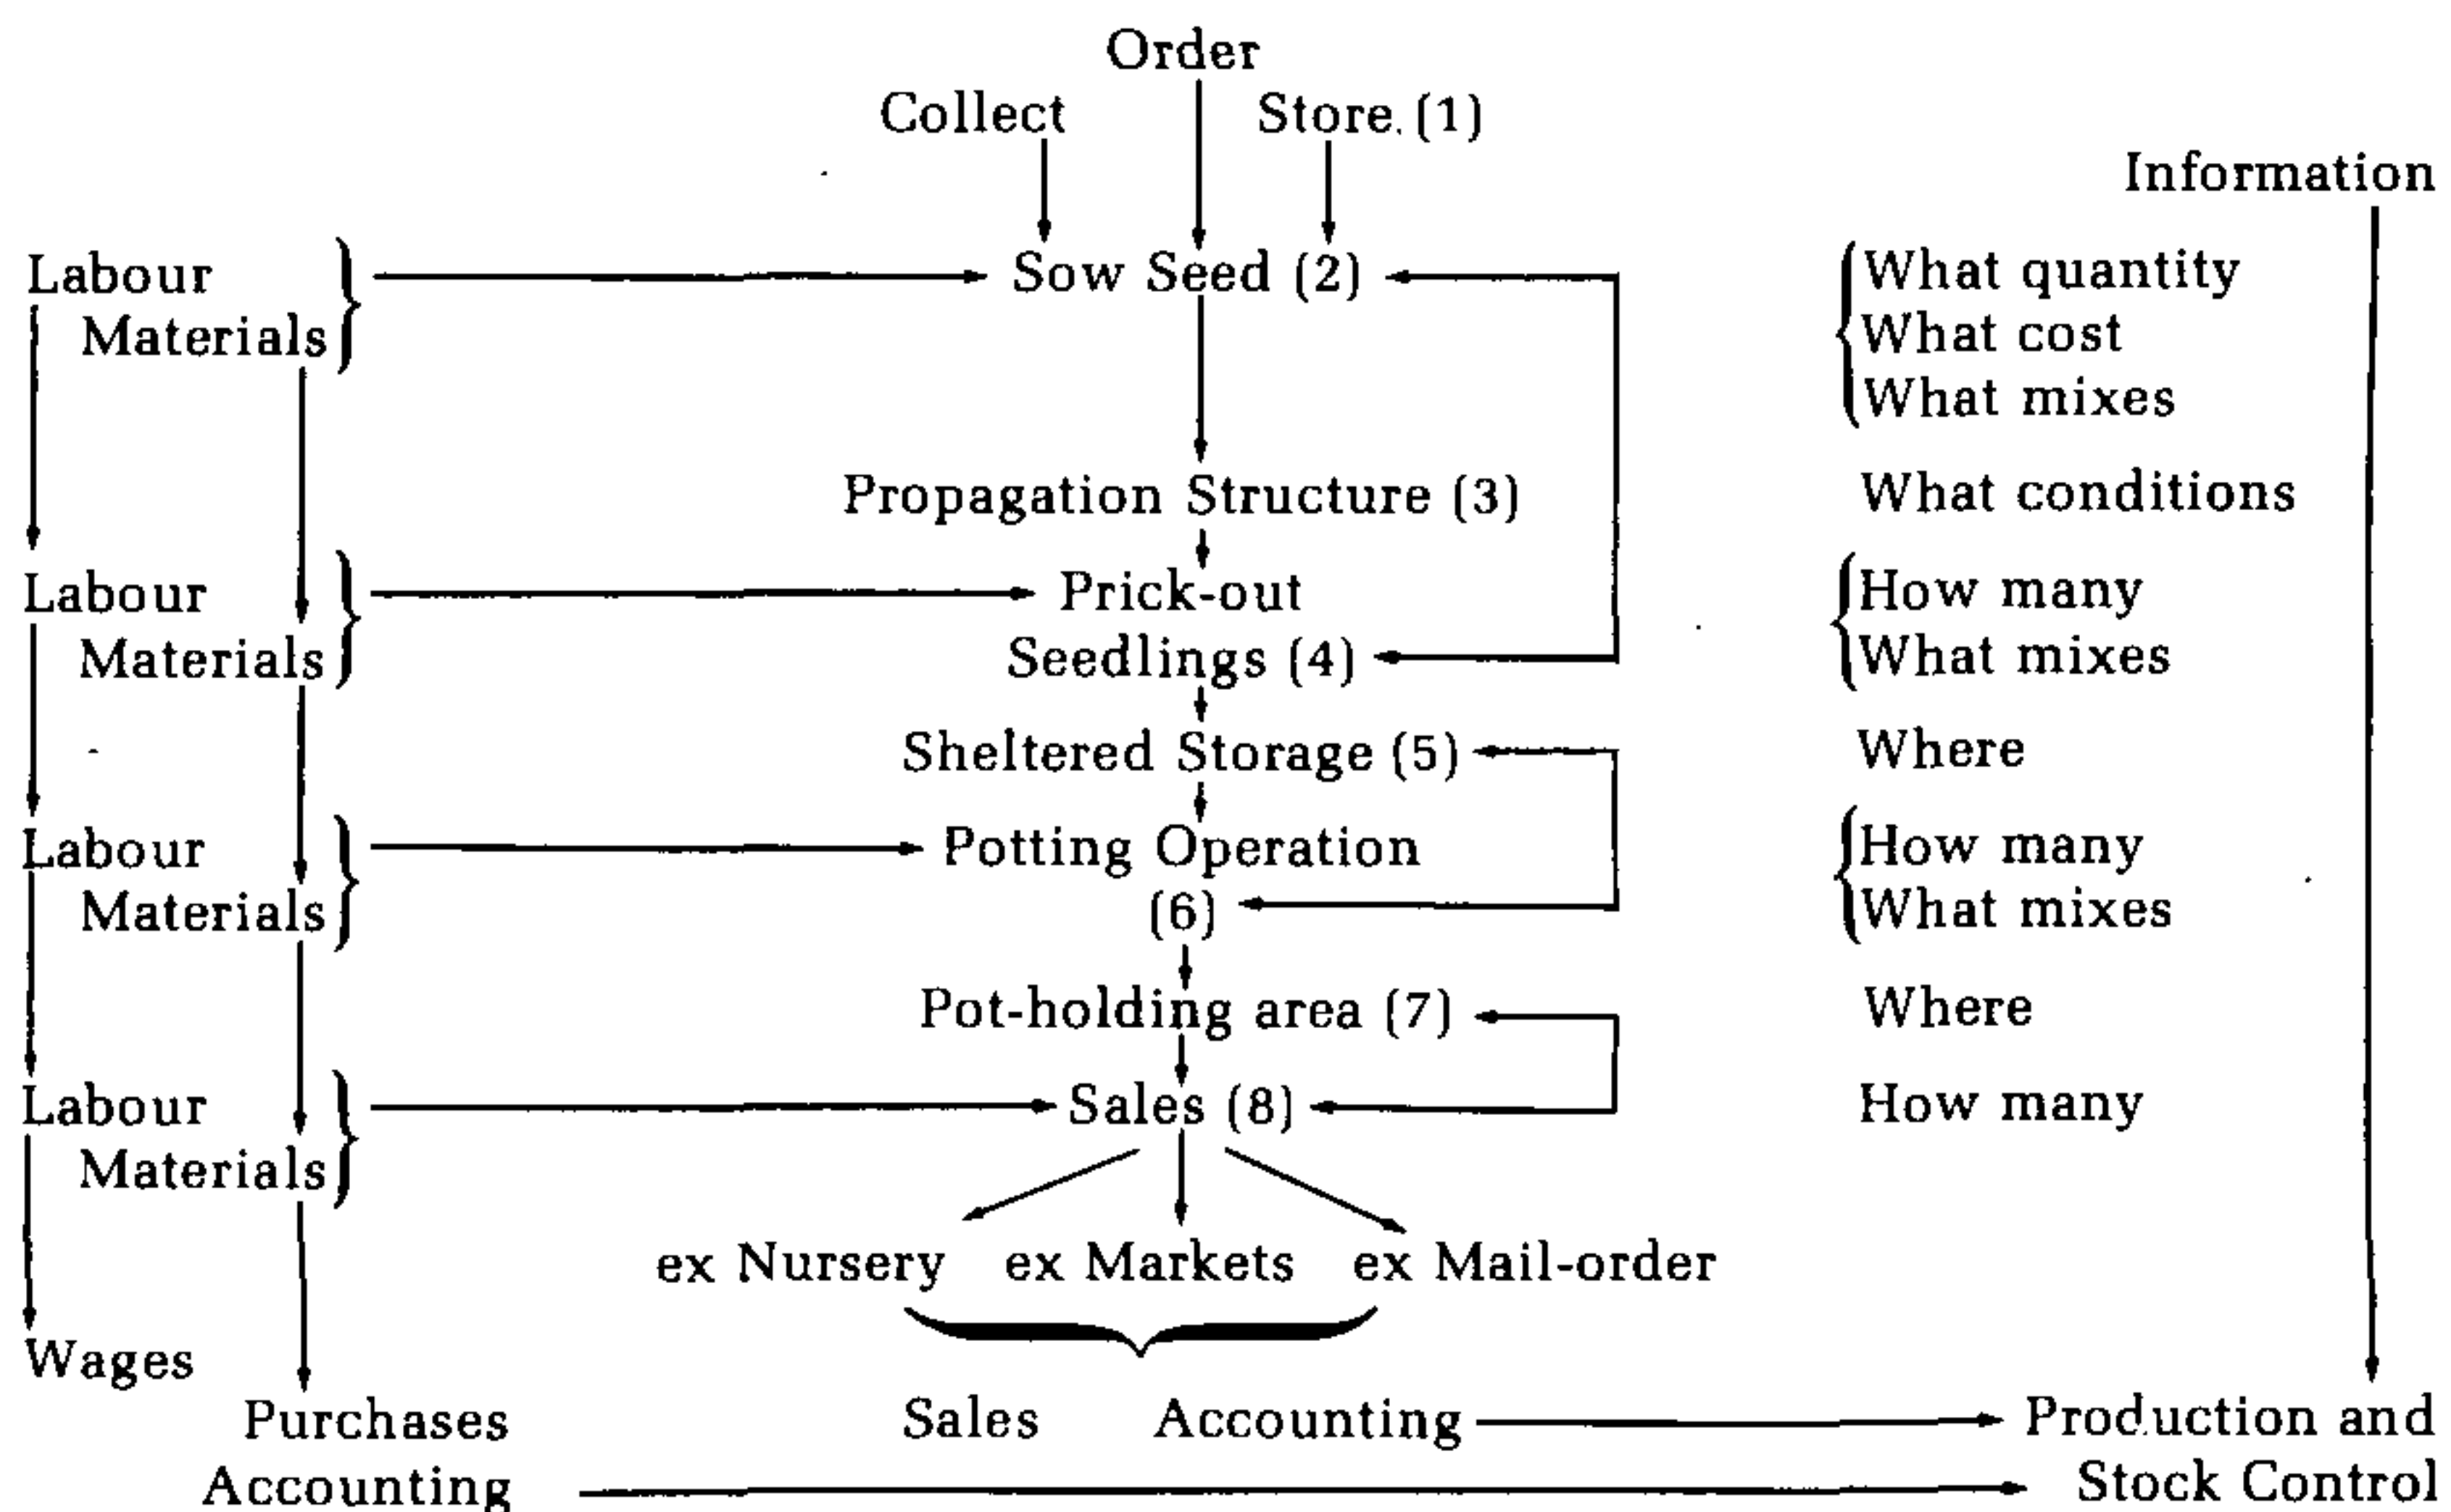 Order
Collect
Store (1)
Information
Labour
Materials
Sow Seed (2)
What quantity
What cost
What mixes
Propagation Structure (3)
What conditions
Labour
Materials
Prick-out
Seedlings (4)
How many
What mixes
Sheltered Storage (5)
Where
Labour
Materials
Potting Operation
(6)
How many
What mixes
Pot-holding area (7)
Where
Labour
Materials
Sales (8)
How many
ex Nursery
ex Markets
ex Mail-order
Wages
Purchases
Accounting
Sales Accounting
Production and
Stock Control